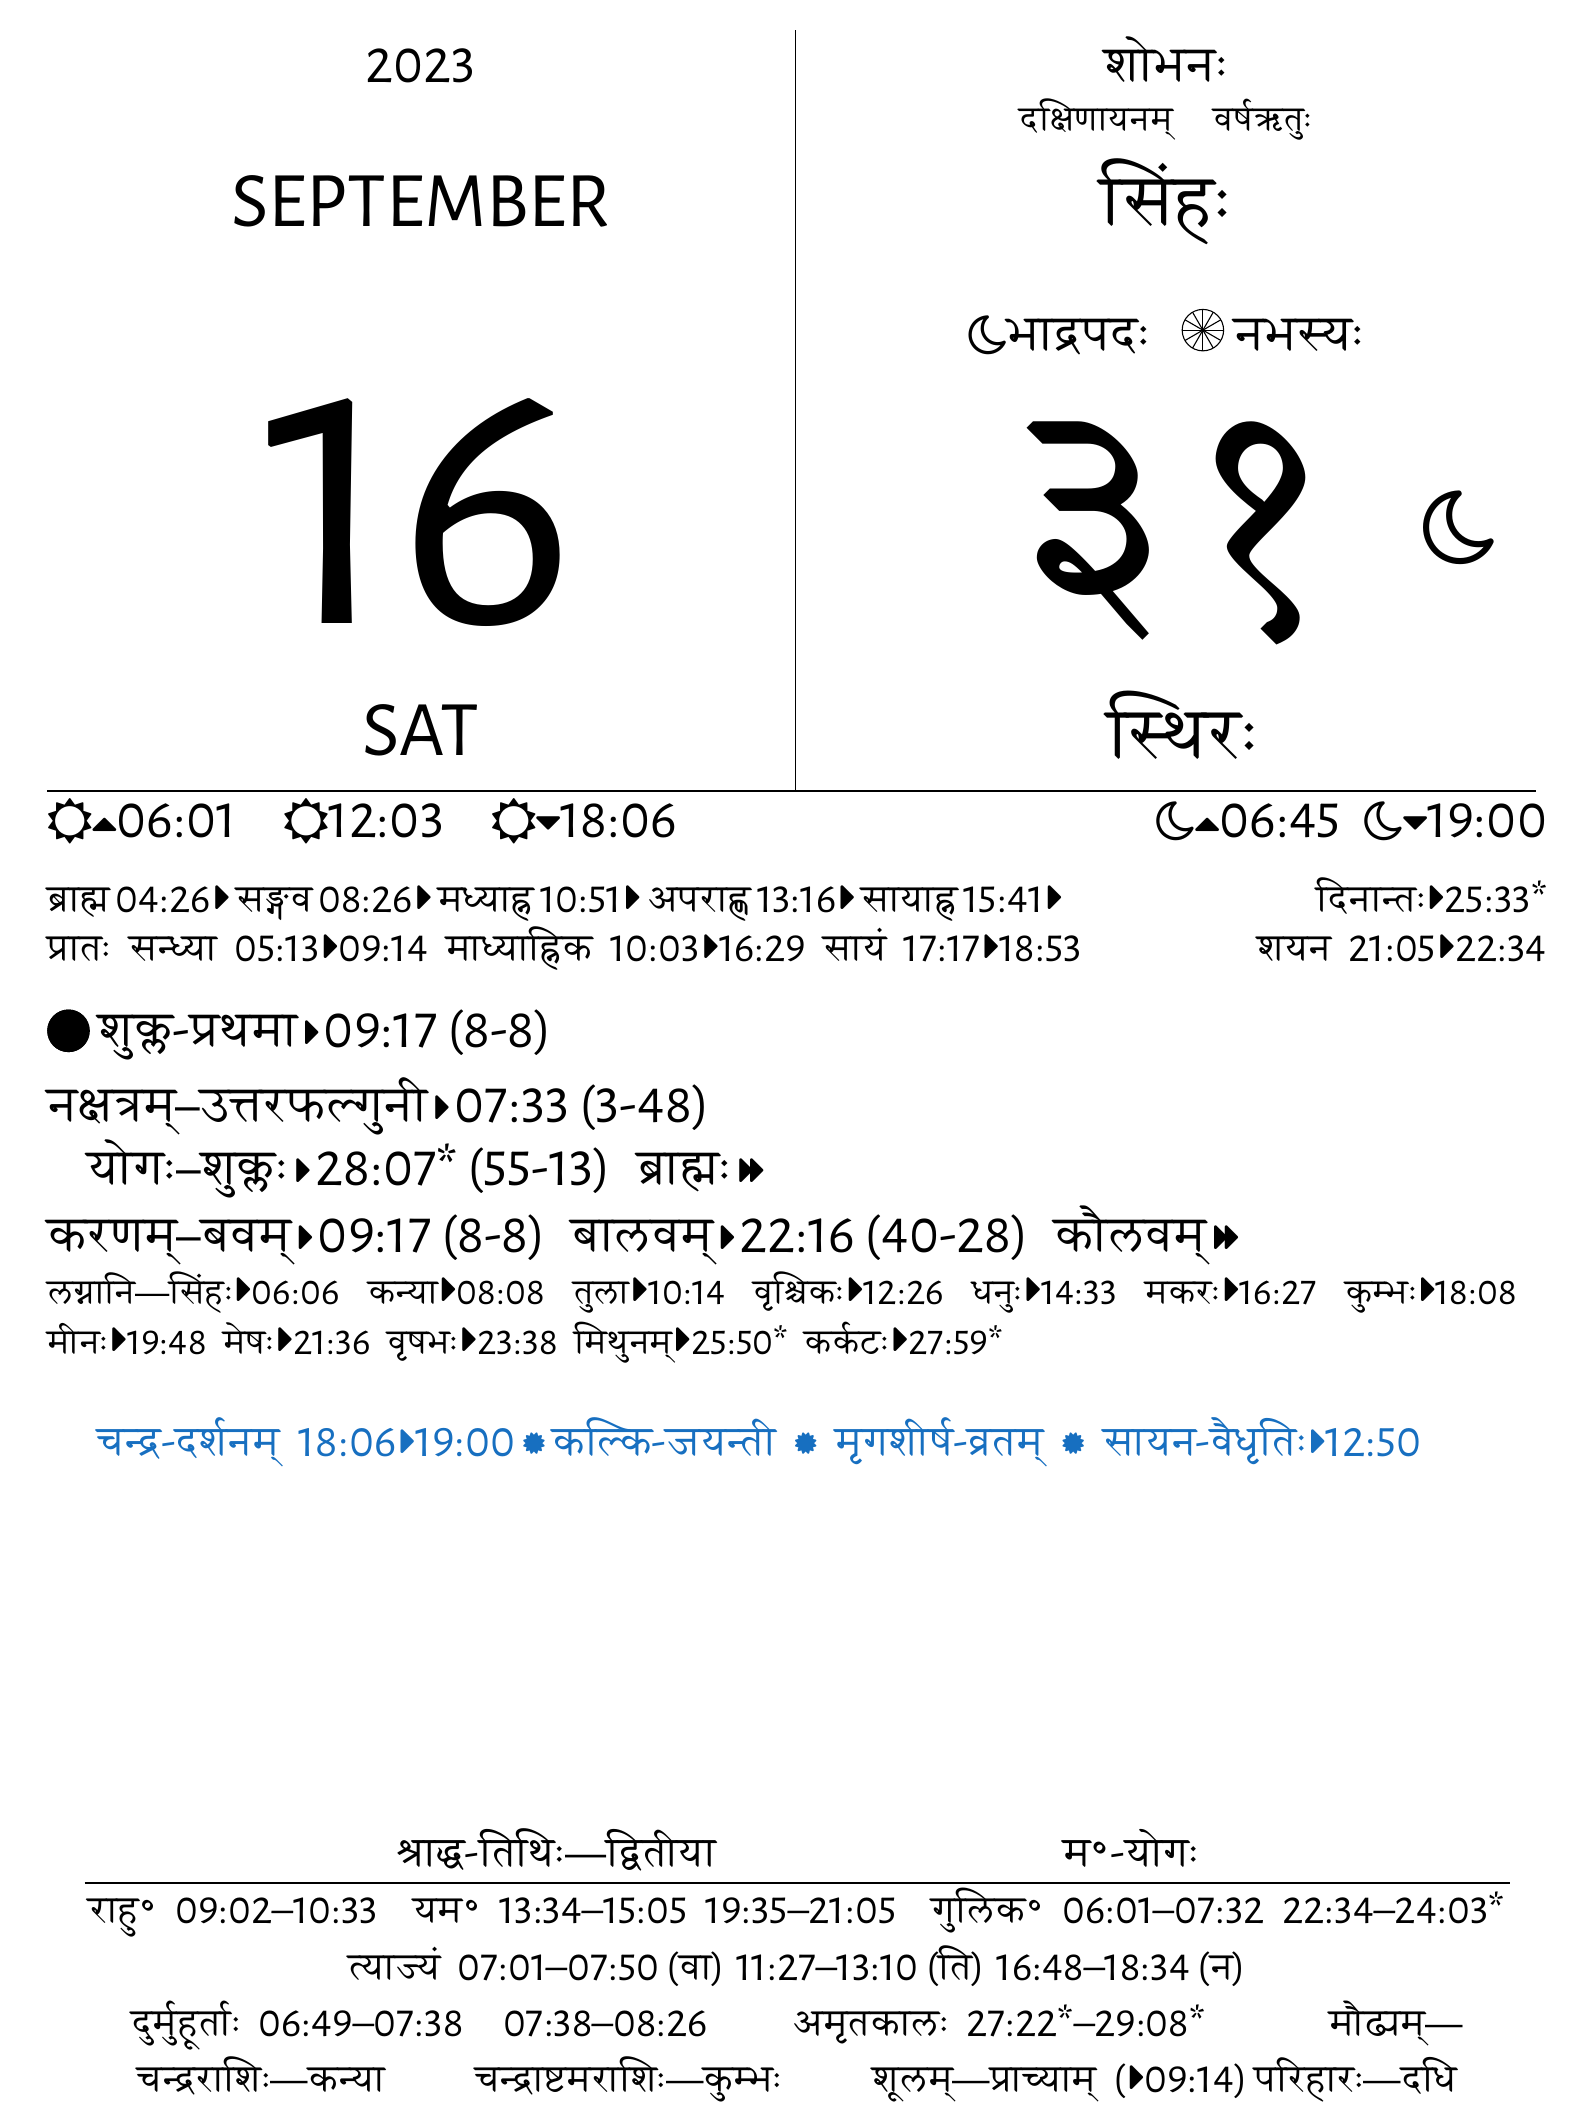 2023
SEPTEMBER
16
SAT
शोभनः
दक्षिणायनम् वर्षऋतुः
सिंहः
भाद्रपदः नभस्यः
३१
स्थिरः
06:01 12:03 18:06 06:45 19:00
ब्राह्म 04:26 सङ्गव 08:26 मध्याह्न 10:51 अपराह्ण 13:16 सायाह्न 15:41 दिनान्तः 25:33*
प्रातः सन्ध्या 05:13 09:14 माध्याह्निक 10:03 16:29 सायं 17:17 18:53 शयन 21:05 22:34
शुक्ल-प्रथमा 09:17 (8-8)
नक्षत्रम्–उत्तरफल्गुनी 07:33 (3-48)
योगः–शुक्लः 28:07* (55-13) ब्राह्मः
करणम्–बवम् 09:17 (8-8) बालवम् 22:16 (40-28) कौलवम्
लग्नानि—सिंहः 06:06 कन्या 08:08 तुला 10:14 वृश्चिकः 12:26 धनुः 14:33 मकरः 16:27 कुम्भः 18:08
मीनः 19:48 मेषः 21:36 वृषभः 23:38 मिथुनम् 25:50* कर्कटः 27:59*
चन्द्र-दर्शनम् 18:06 19:00 कल्कि-जयन्ती मृगशीर्ष-व्रतम् सायन-वैधृतिः 12:50
श्राद्ध-तिथिः—द्वितीया म°-योगः
राहु° 09:02–10:33 यम° 13:34–15:05 19:35–21:05 गुलिक° 06:01–07:32 22:34–24:03*
त्याज्यं 07:01–07:50 (वा) 11:27–13:10 (ति) 16:48–18:34 (न)
दुर्मुहूर्ताः 06:49–07:38 07:38–08:26 अमृतकालः 27:22*–29:08* मौढ्यम्—
चन्द्रराशिः—कन्या चन्द्राष्टमराशिः—कुम्भः शूलम्—प्राच्याम् (09:14) परिहारः—दधि